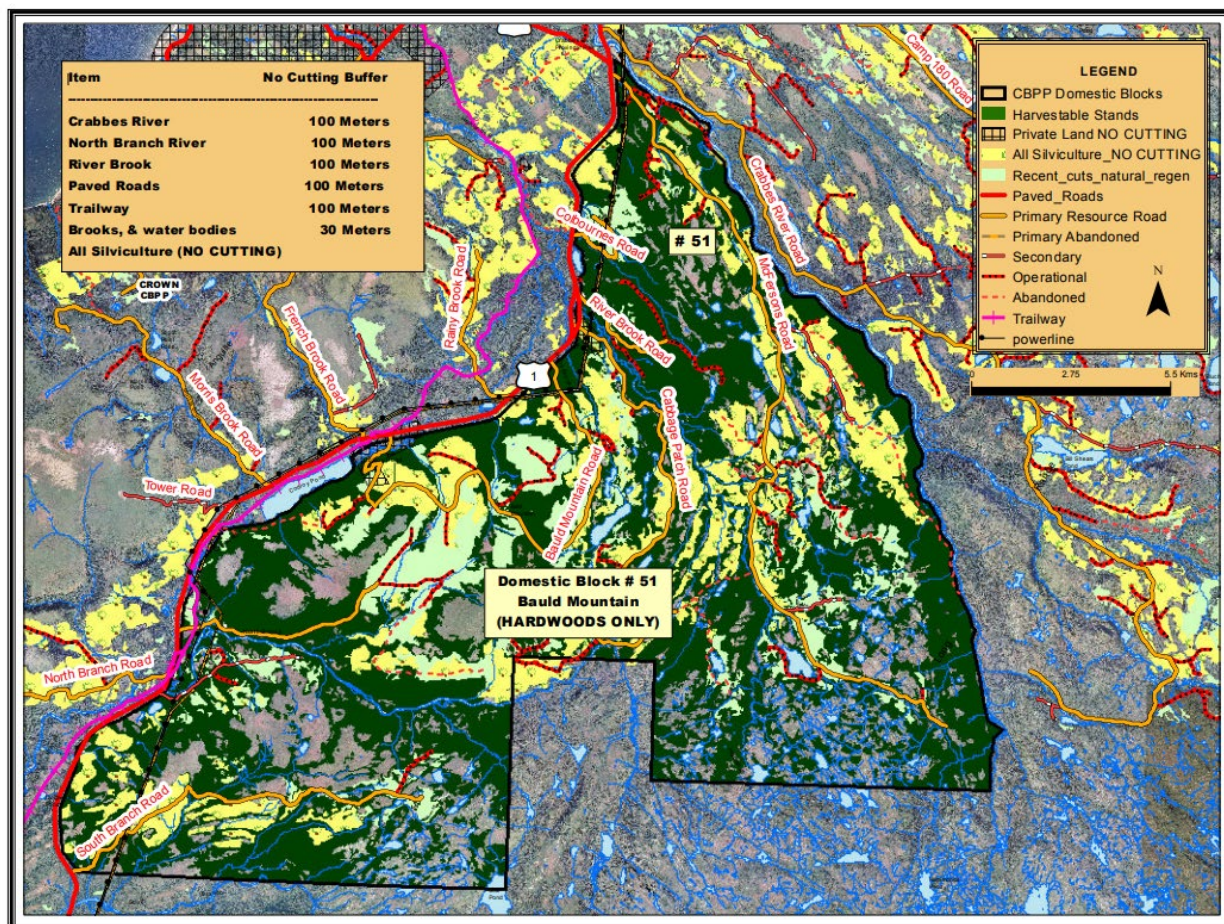 Item No Cutting Buffer
Crabbes River 100 Meters
North Branch River 100 Meters
River Brook 100 Meters
Paved Roads 100 Meters
Trailway 100 Meters
Brooks, & water bodies 30 Meters
All Silviculture (NO CUTTING)
LEGEND
CBPP Domestic Blocks
Harvestable Stands
Private Land NO CUTTING
All Silviculture_NO CUTTING
Recent_cuts_natural_regen
Paved_Roads
Primary Resource Road
Primary Abandoned
Secondary
Operational
Abandoned
Trailway
powerline
N
0 2.75 5.5 Kms
Camp 180 Road
Crabbes River Road
Colbournes Road
# 51
McFersons Road
CROWN
CBPP
French Brook Road
Rainy Brook Road
River Brook Road
1
Morris Brook Road
Cabbage Patch Road
Tower Road
Bauld Mountain Road
Domestic Block # 51
Bauld Mountain
(HARDWOODS ONLY)
North Branch Road
South Branch Road
Pond